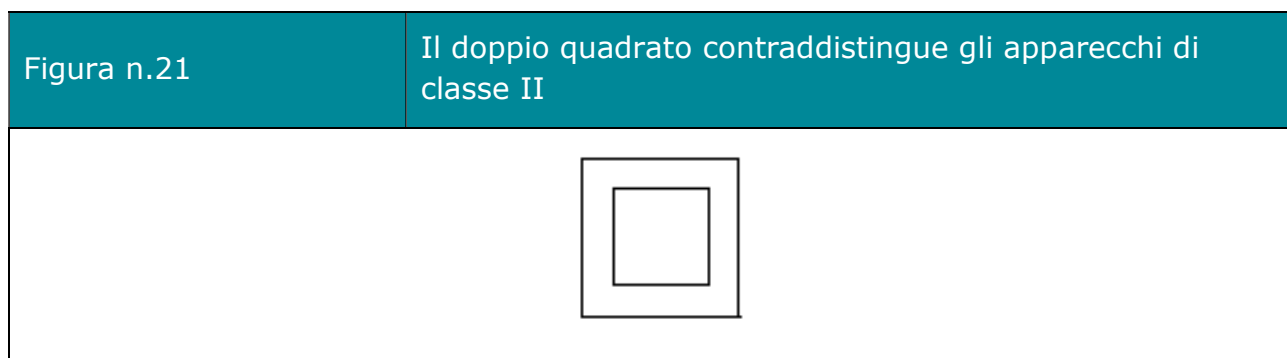 Figura n.21
Il doppio quadrato contraddistingue gli apparecchi di
classe II